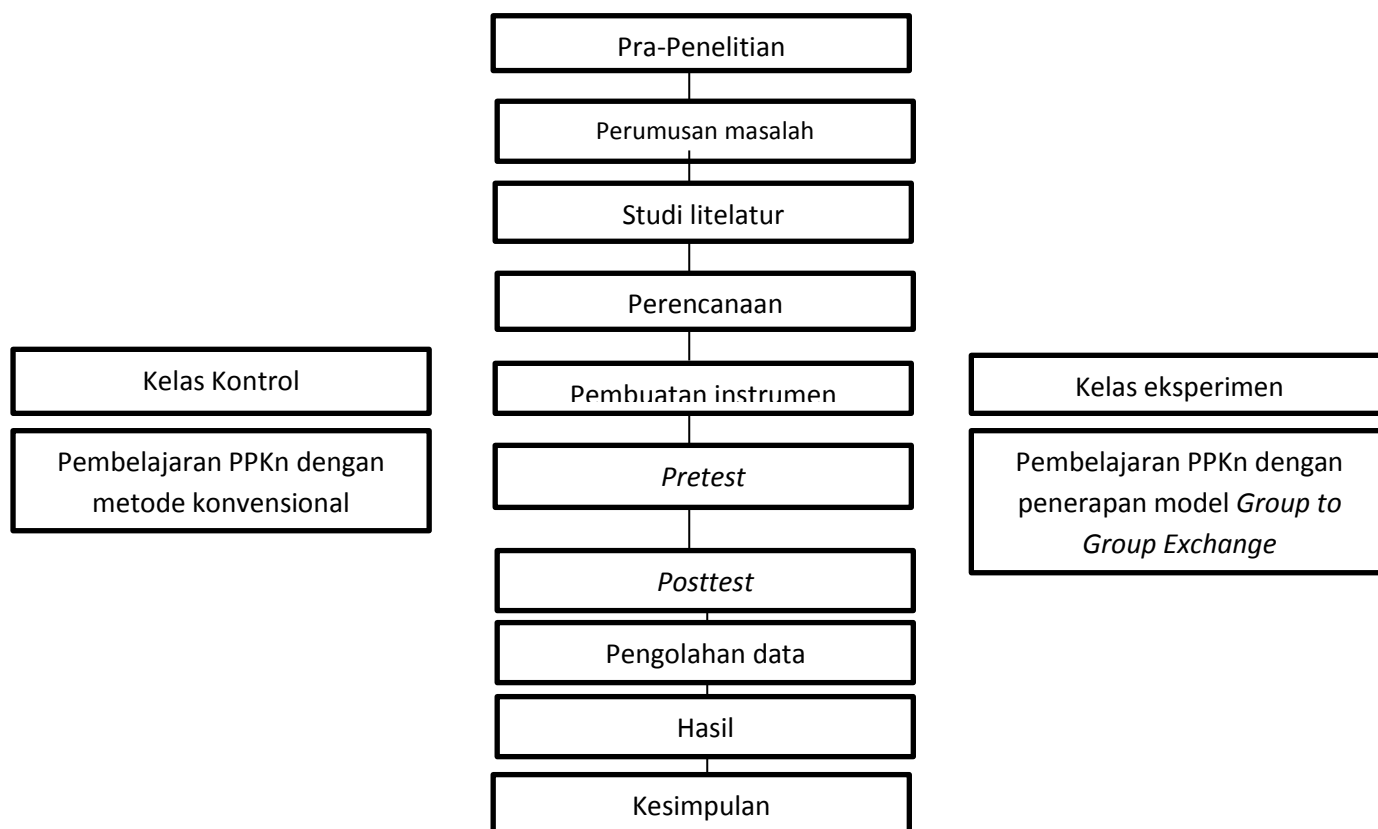 Pra-Penelitian
Perumusan masalah
Studi litelatur
Perencanaan
Kelas Kontrol
Pembuatan instrumen
Kelas eksperimen
Pembelajaran PPKn dengan
metode konvensional
Pretest
Pembelajaran PPKn dengan
penerapan model Group to
Group Exchange
Posttest
Pengolahan data
Hasil
Kesimpulan